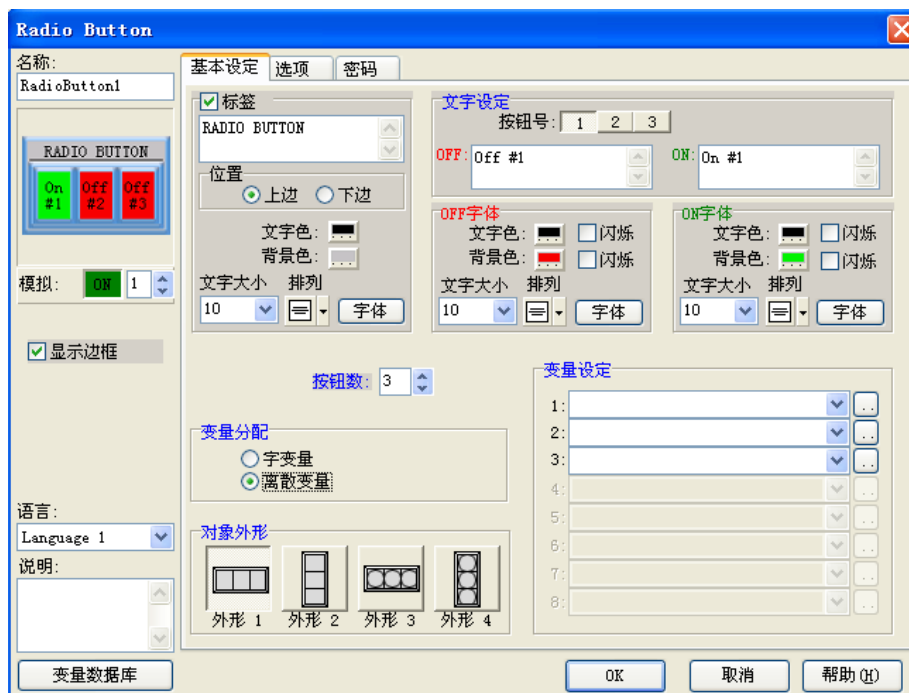 Radio Button
名称:
RadioButton1
RADIO BUTTON
On #1
Off #2
Off #3
模拟: ON 1
显示边框
语言:
Language 1
说明:
变量数据库
基本设定 选项 密码
标签
RADIO BUTTON
位置
上边 下边
文字色: ...
背景色: ...
文字大小 排列
10 字体
文字设定
按钮号: 1 2 3
OFF: Off #1 ON: On #1
OFF字体
文字色: ... 闪烁
背景色: ... 闪烁
文字大小 排列
10 字体
ON字体
文字色: ... 闪烁
背景色: ... 闪烁
文字大小 排列
10 字体
按钮数: 3
变量分配
字变量
离散变量
对象外形
外形 1 外形 2 外形 3 外形 4
变量设定
1: ..
2: ..
3: ..
4: ..
5: ..
6: ..
7: ..
8: ..
OK 取消 帮助(H)